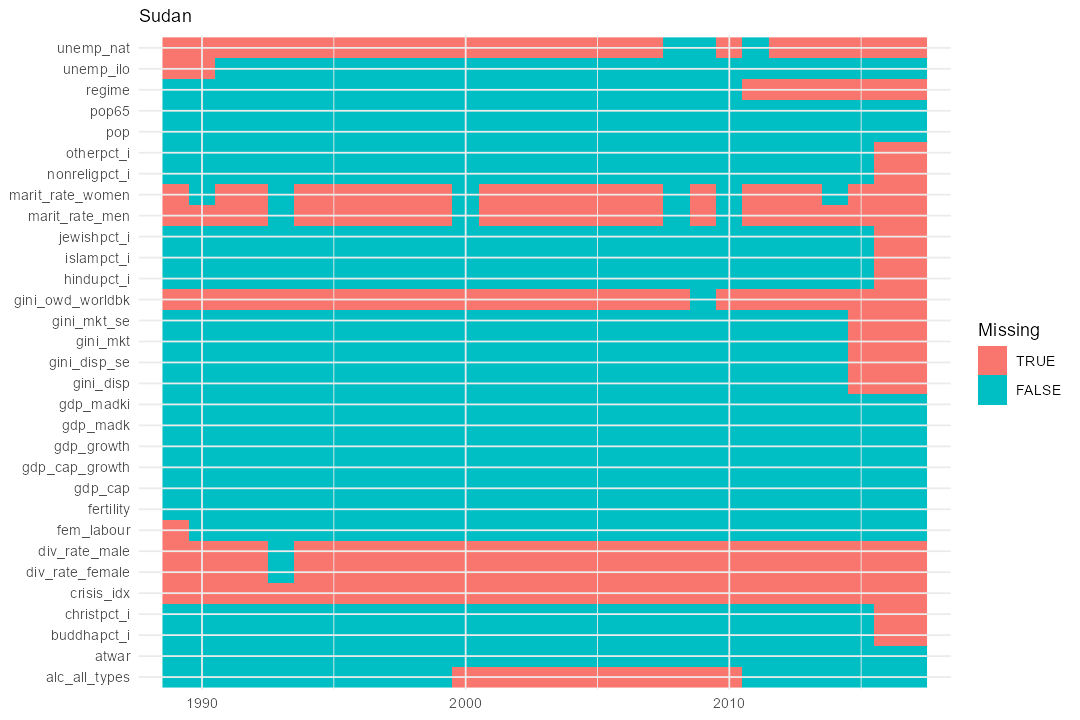 Sudan
unemp_nat
unemp_ilo
regime
pop65
pop
otherpct_i
nonreligpct_i
marit_rate_women
marit_rate_men
jewishpct_i
islampct_i
hindupct_i
gini_owd_worldbk
gini_mkt_se
gini_mkt
gini_disp_se
gini_disp
gdp_madki
gdp_madk
gdp_growth
gdp_cap_growth
gdp_cap
fertility
fem_labour
div_rate_male
div_rate_female
crisis_idx
christpct_i
buddhapct_i
atwar
alc_all_types
1990 2000 2010
Missing
TRUE
FALSE